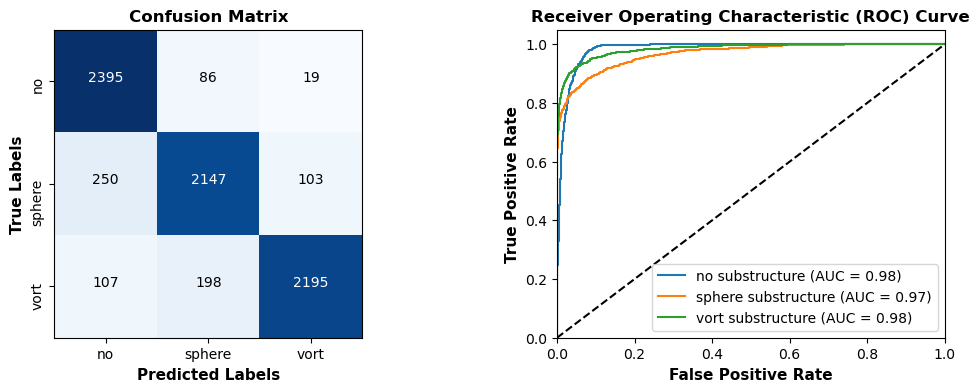 Confusion Matrix
True Labels
no
sphere
vort
2395 86 19
250 2147 103
107 198 2195
no sphere vort
Predicted Labels
Receiver Operating Characteristic (ROC) Curve
True Positive Rate
1.0
0.8
0.6
0.4
0.2
0.0
no substructure (AUC = 0.98)
sphere substructure (AUC = 0.97)
vort substructure (AUC = 0.98)
0.0 0.2 0.4 0.6 0.8 1.0
False Positive Rate